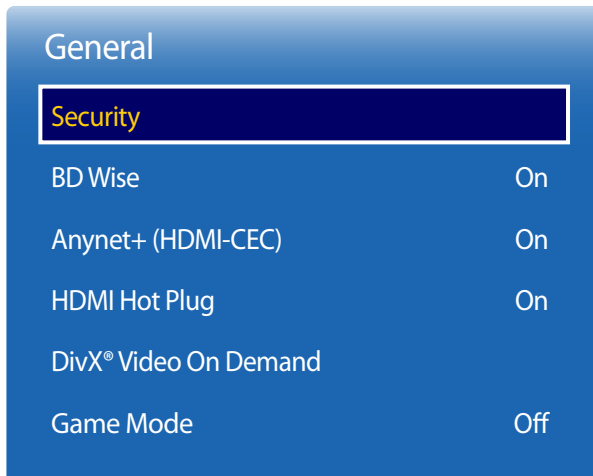 General
Security
BD Wise On
Anynet+ (HDMI-CEC) On
HDMI Hot Plug On
DivX® Video On Demand
Game Mode Off